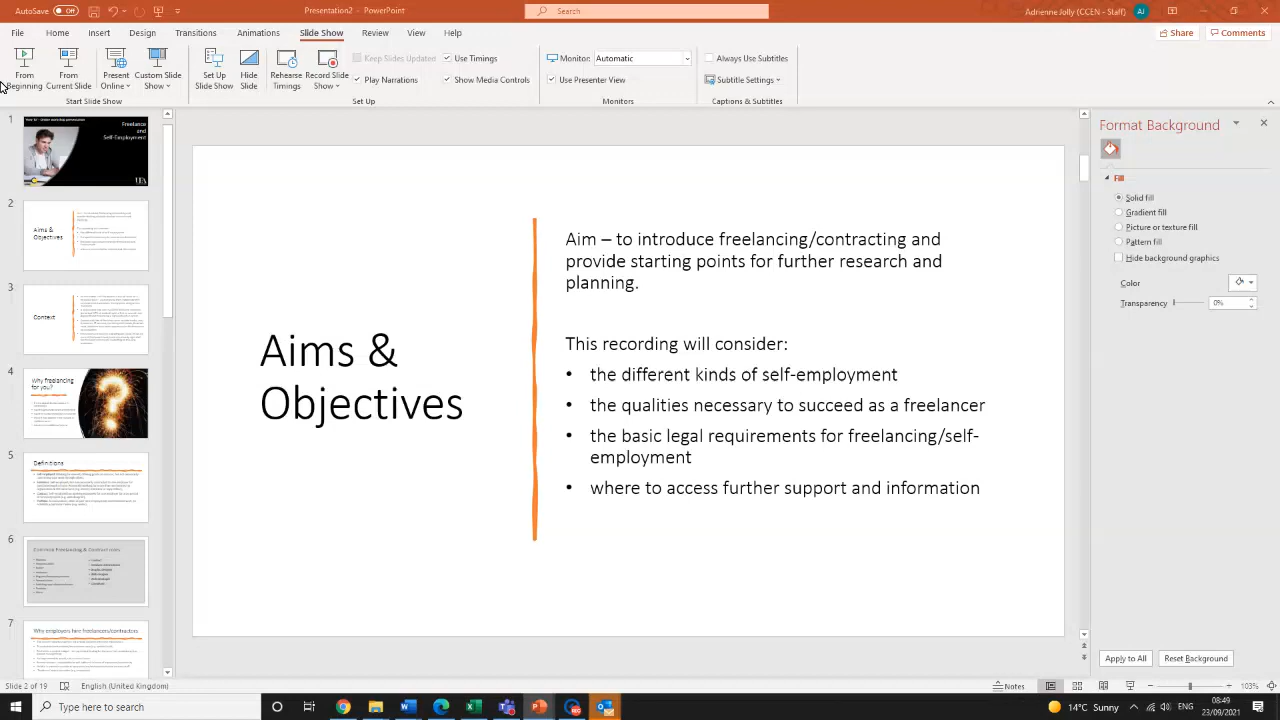 AutoSave Off
Presentation2 - PowerPoint
Search
Adrienne Jolly (CCEN - Staff) AJ
File Home Insert Design Transitions Animations Slide Show Review View Help
Share Comments
From Beginning
From Current Slide
Present Online
Custom Slide Show
Start Slide Show
Set Up Slide Show
Hide Slide
Rehearse Timings
Record Slide Show
Keep Slides Updated
Play Narrations
Use Timings
Show Media Controls
Set Up
Monitor: Automatic
Use Presenter View
Monitors
Always Use Subtitles
Subtitle Settings
Captions & Subtitles
1
Freelance
and
Self-Employment
2
Aims &
Objectives
3
Context
4
Why freelancing
for you?
5
Definitions
6
Common Freelancing & Contract roles
7
Why employers hire freelancers/contractors
Aims &
Objectives
Aim – to introduce freelancing/contracting and
provide starting points for further research and
planning.
This recording will consider:
• the different kinds of self-employment
• the qualities necessary to succeed as a freelancer
• the basic legal requirements for freelancing/self-
employment
• where to access further support and information
Format Background
Fill
Solid fill
Gradient fill
Picture or texture fill
Pattern fill
Hide background graphics
Color
Transparency 0%
Apply to All Reset Background
Slide 2 of 19 English (United Kingdom)
Notes
103%
Type here to search
14°C Sunny
ENG
08:49
23/09/2021